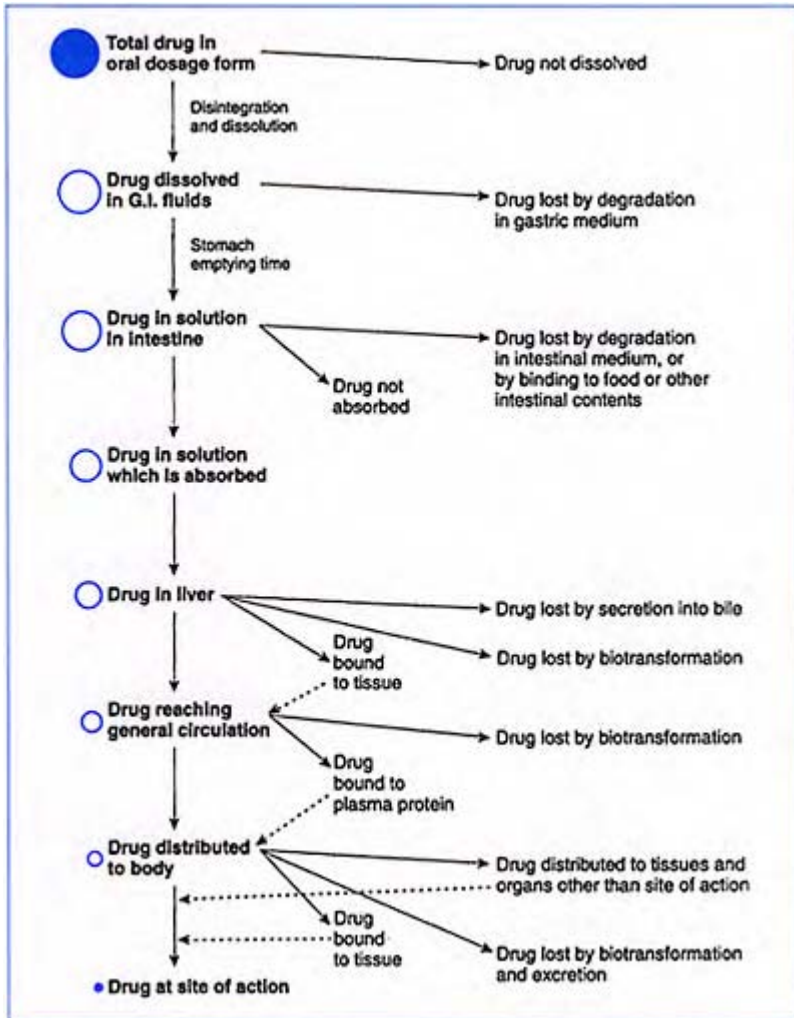 Total drug in
oral dosage form
Drug not dissolved
Disintegration
and dissolution
Drug dissolved
in G.I. fluids
Drug lost by degradation
in gastric medium
Stomach
emptying time
Drug in solution
in intestine
Drug lost by degradation
in intestinal medium, or
by binding to food or other
intestinal contents
Drug not
absorbed
Drug in solution
which is absorbed
Drug in liver
Drug lost by secretion into bile
Drug
bound
to tissue
Drug lost by biotransformation
Drug reaching
general circulation
Drug lost by biotransformation
Drug
bound to
plasma protein
Drug distributed
to body
Drug distributed to tissues and
organs other than site of action
Drug
bound
to tissue
Drug lost by biotransformation
and excretion
Drug at site of action